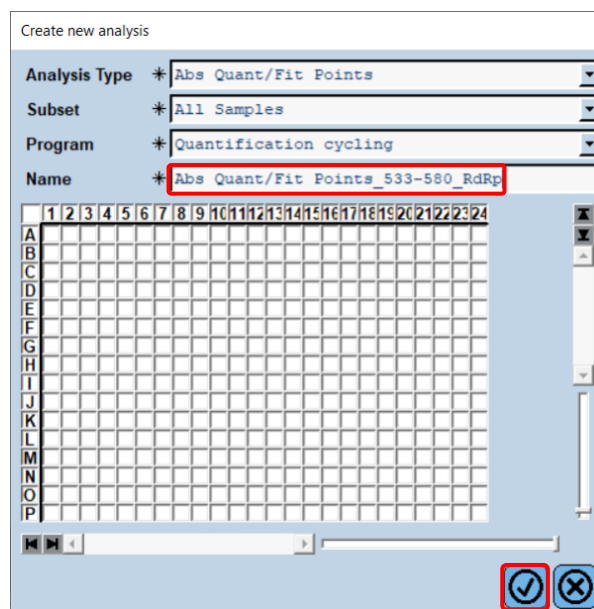 Create new analysis
Analysis Type * Abs Quant/Fit Points
Subset * All Samples
Program * Quantification cycling
Name * Abs Quant/Fit Points_533-580_RdRp
1 2 3 4 5 6 7 8 9 10 11 12 13 14 15 16 17 18 19 20 21 22 23 24
A
B
C
D
E
F
G
H
I
J
K
L
M
N
O
P